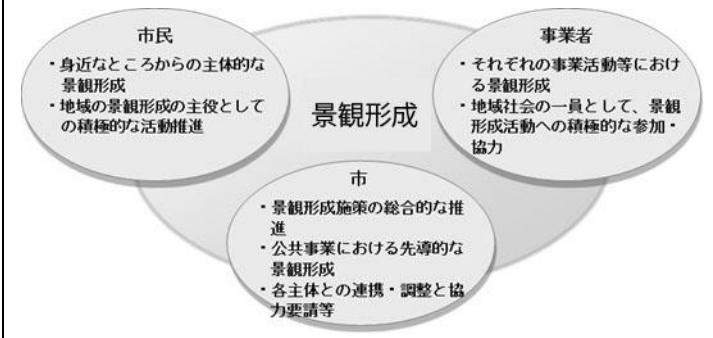 市民
・身近なところからの主体的な
景観形成
・地域の景観形成の主役として
の積極的な活動推進
事業者
・それぞれの事業活動等におけ
る景観形成
・地域社会の一員として、景観
形成活動への積極的な参加・
協力
景観形成
市
・景観形成施策の総合的な推
進
・公共事業における先導的な
景観形成
・各主体との連携・調整と協
力要請等